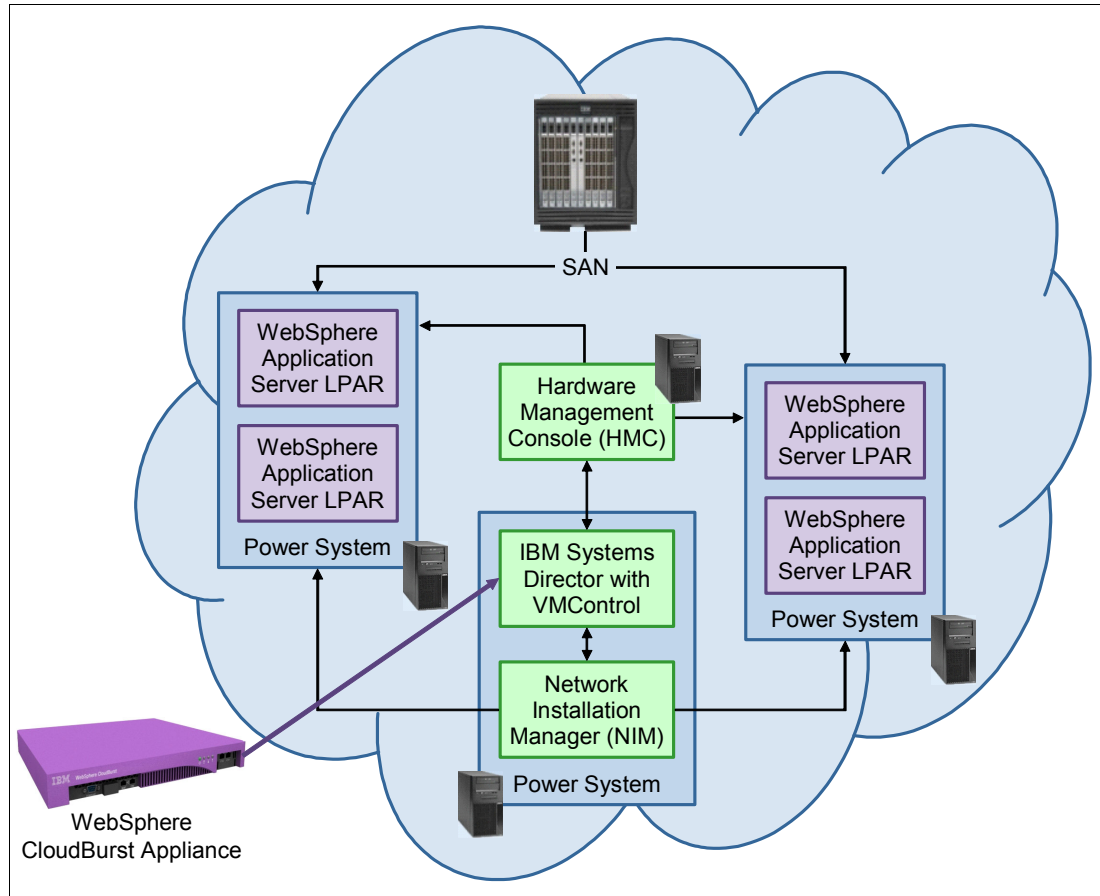 SAN
WebSphere
Application
Server LPAR
WebSphere
Application
Server LPAR
Power System
Hardware
Management
Console (HMC)
WebSphere
Application
Server LPAR
WebSphere
Application
Server LPAR
Power System
IBM Systems
Director with
VMControl
Network
Installation
Manager (NIM)
Power System
IBM WebSphere CloudBurst
WebSphere
CloudBurst Appliance